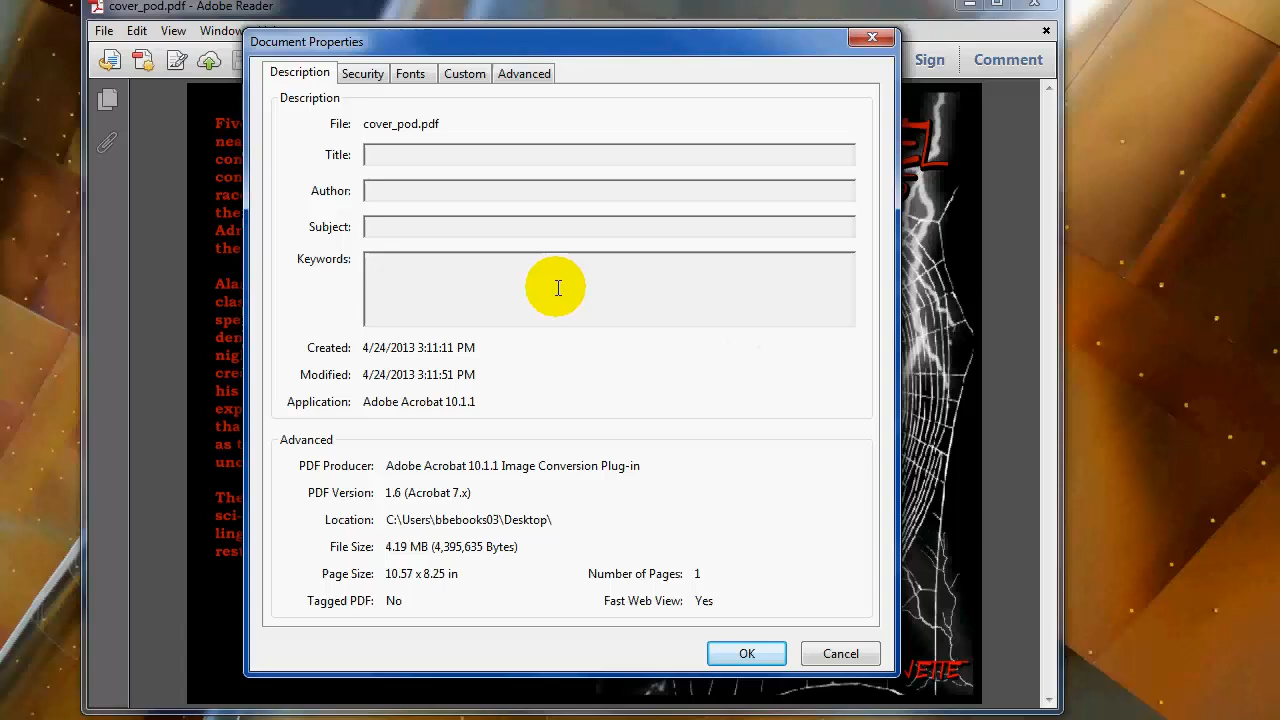 cover_pod.pdf - Adobe Reader
File Edit View Window
Sign Comment
Document Properties
Description Security Fonts Custom Advanced
Description
File: cover_pod.pdf
Title:
Author:
Subject:
Keywords:
Created: 4/24/2013 3:11:11 PM
Modified: 4/24/2013 3:11:51 PM
Application: Adobe Acrobat 10.1.1
Advanced
PDF Producer: Adobe Acrobat 10.1.1 Image Conversion Plug-in
PDF Version: 1.6 (Acrobat 7.x)
Location: C:\Users\bbebooks03\Desktop\
File Size: 4.19 MB (4,395,635 Bytes)
Page Size: 10.57 x 8.25 in Number of Pages: 1
Tagged PDF: No Fast Web View: Yes
OK Cancel